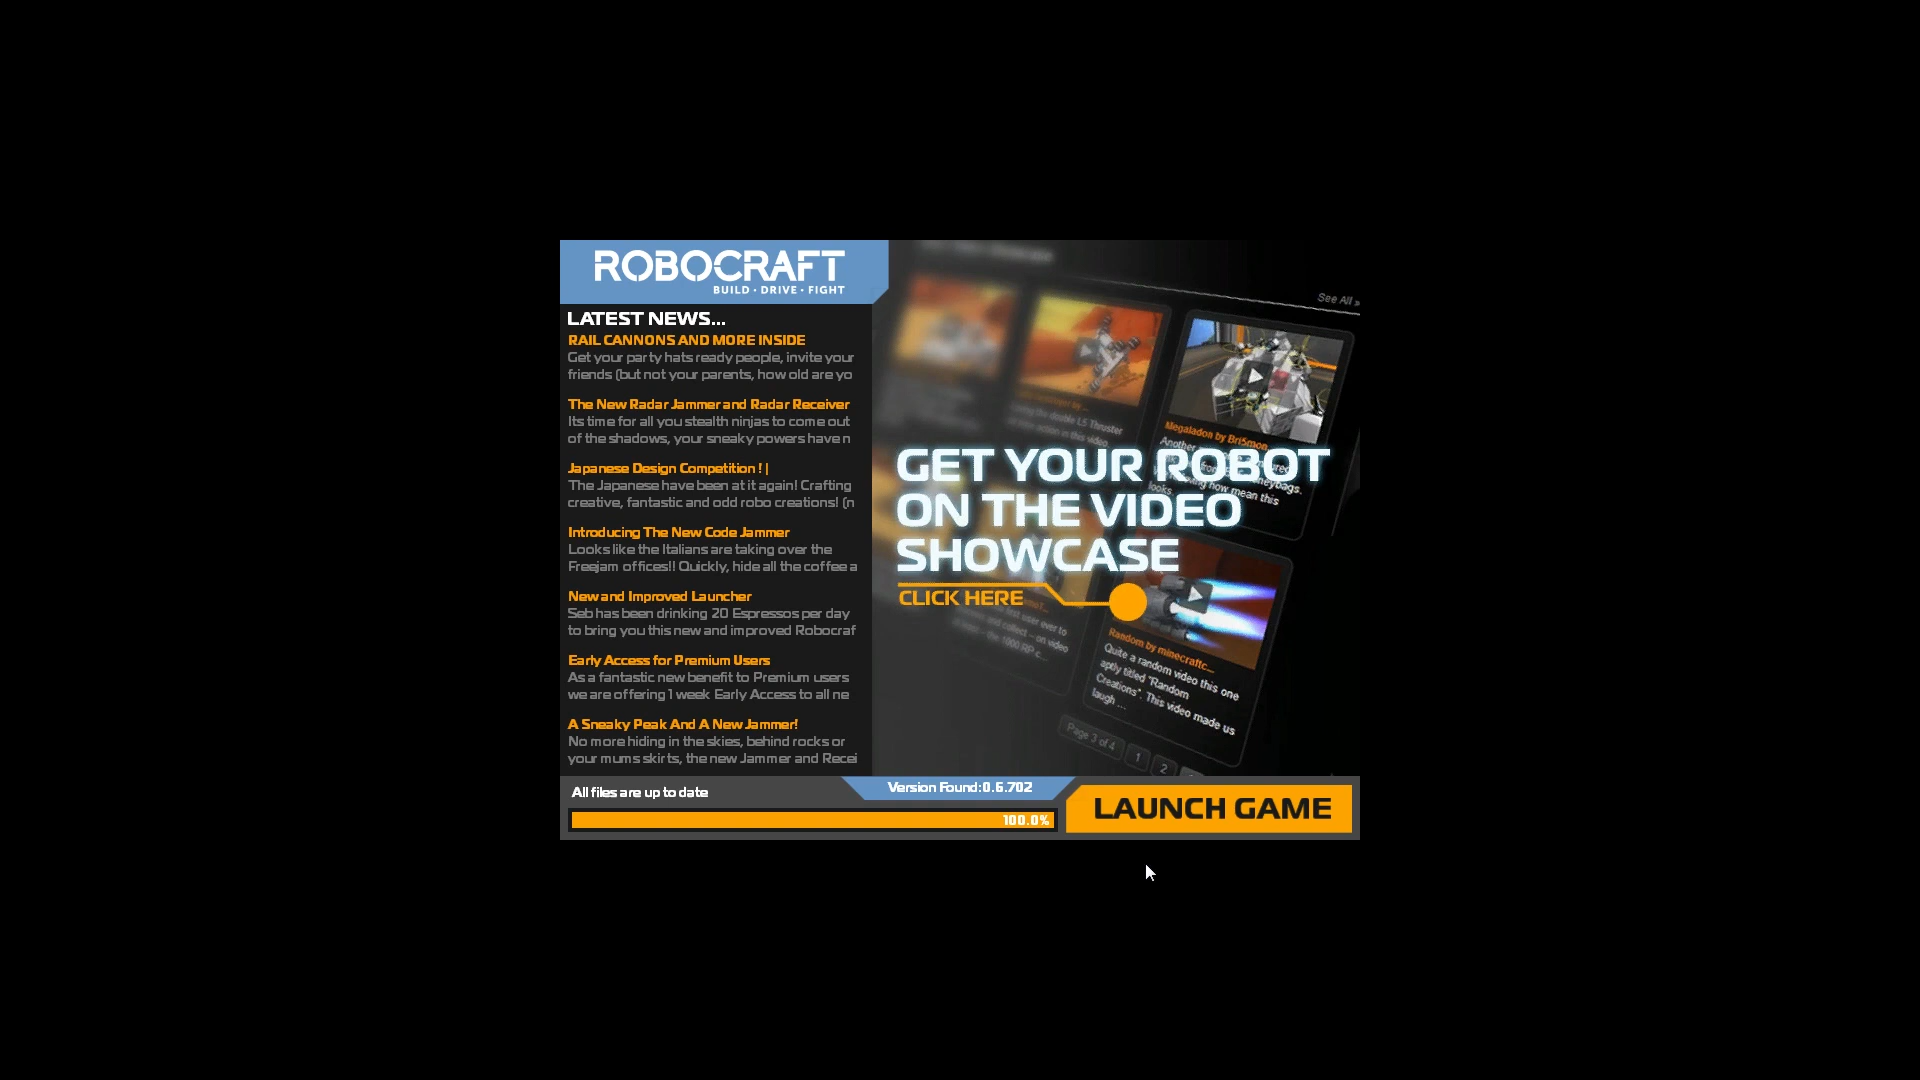 ROBOCRAFT
BUILD · DRIVE · FIGHT
LATEST NEWS...
RAIL CANNONS AND MORE INSIDE
Get your party hats ready people, invite your
friends (but not your parents, how old are yo
The New Radar Jammer and Radar Receiver
Its time for all you stealth ninjas to come out
of the shadows, your sneaky powers have n
Japanese Design Competition ! |
The Japanese have been at it again! Crafting
creative, fantastic and odd robo creations! (n
Introducing The New Code Jammer
Looks like the Italians are taking over the
Freejam offices!! Quickly, hide all the coffee a
New and Improved Launcher
Seb has been drinking 20 Espressos per day
to bring you this new and improved Robocraf
Early Access for Premium Users
As a fantastic new benefit to Premium users
we are offering 1 week Early Access to all ne
A Sneaky Peak And A New Jammer!
No more hiding in the skies, behind rocks or
your mums skirts, the new Jammer and Recei
See All »
Megaladon by Bri5mon
Another
how mean this
looks.
GET YOUR ROBOT
ON THE VIDEO
SHOWCASE
CLICK HERE
Random by minecraftc...
Quite a random video this one
aptly titled "Random
Creations". This video made us
laugh ...
Page 3 of 4
1
2
All files are up to date
Version Found:0.6.702
100.0%
LAUNCH GAME